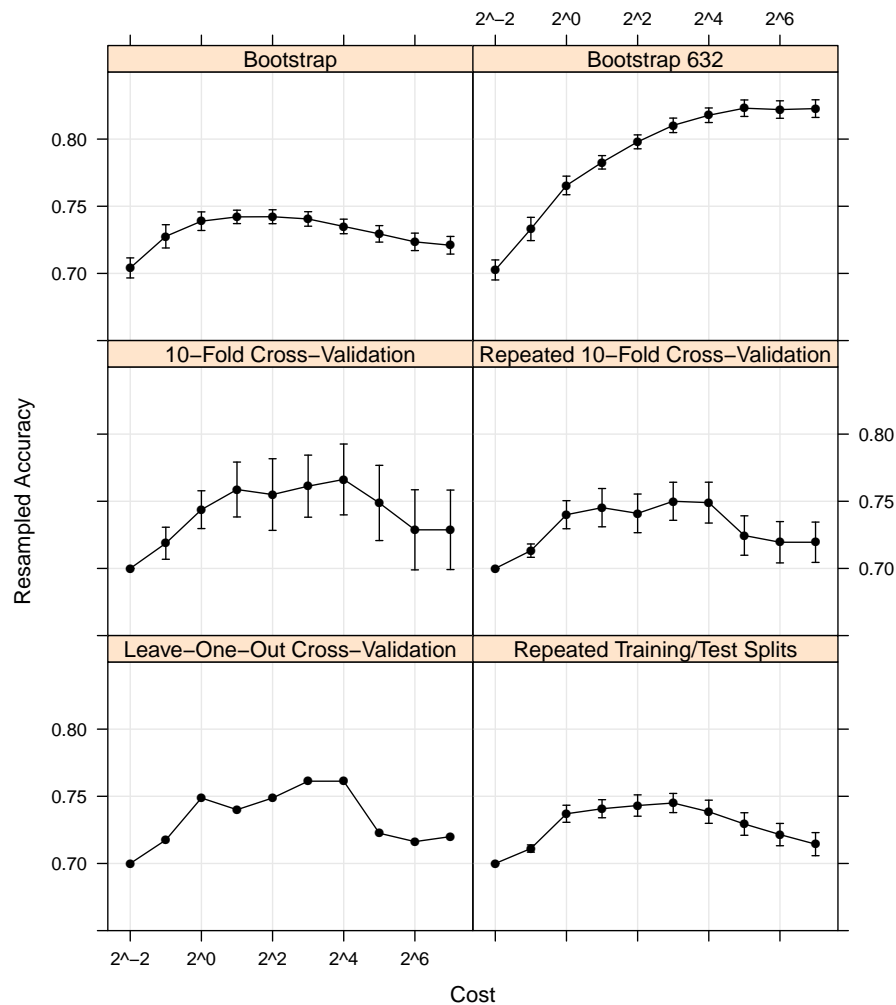 2^−2 2^0 2^2 2^4 2^6
Bootstrap Bootstrap 632
0.80
0.75
0.70
10−Fold Cross−Validation Repeated 10−Fold Cross−Validation
0.80
0.75
0.70
Resampled Accuracy
Leave−One−Out Cross−Validation Repeated Training/Test Splits
0.80
0.75
0.70
2^−2 2^0 2^2 2^4 2^6
Cost